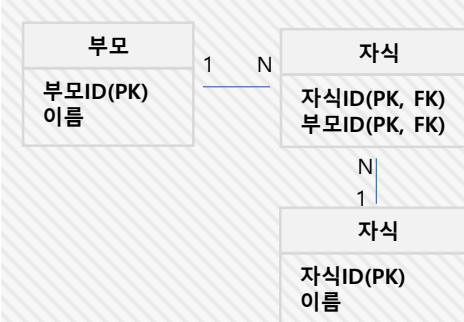 부모
부모ID(PK)
이름
1 N
자식
자식ID(PK, FK)
부모ID(PK, FK)
N
1
자식
자식ID(PK)
이름